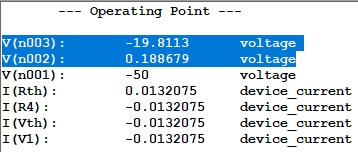 --- Operating Point ---
V(n003): -19.8113 voltage
V(n002): 0.188679 voltage
V(n001): -50 voltage
I(Rth): 0.0132075 device_current
I(R4): -0.0132075 device_current
I(Vth): -0.0132075 device_current
I(V1): -0.0132075 device_current